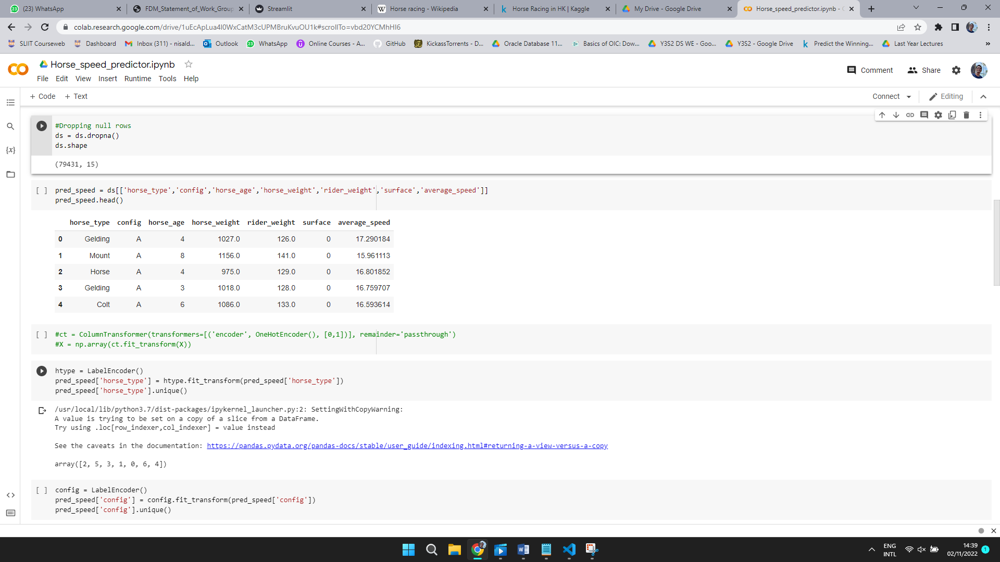 (23) WhatsApp
FDM_Statement_of_Work_Group
Streamlit
Horse racing - Wikipedia
Horse Racing in HK | Kaggle
My Drive - Google Drive
Horse_speed_predictor.ipynb -
colab.research.google.com/drive/1uEcApLua4I0WxCatM3cUPMBruKvuOU1k#scrollTo=vbd20YCMhHI6
SLIIT Courseweb
Dashboard
Inbox (311) - nisald...
Outlook
WhatsApp
Online Courses - A...
GitHub
KickassTorrents - D...
Oracle Database 11...
Basics of OIC: Dow...
Y3S2 DS WE - Goo...
Y3S2 - Google Drive
Predict the Winning...
Last Year Lectures
»
Horse_speed_predictor.ipynb
Comment
Share
File Edit View Insert Runtime Tools Help
+ Code + Text
Connect
Editing
#Dropping null rows
ds = ds.dropna()
ds.shape
(79431, 15)
[ ] pred_speed = ds[['horse_type','config','horse_age','horse_weight','rider_weight','surface','average_speed']]
pred_speed.head()
horse_type config horse_age horse_weight rider_weight surface average_speed
0 Gelding A 4 1027.0 126.0 0 17.290184
1 Mount A 8 1156.0 141.0 0 15.961113
2 Horse A 4 975.0 129.0 0 16.801852
3 Gelding A 3 1018.0 128.0 0 16.759707
4 Colt A 6 1086.0 133.0 0 16.593614
[ ] #ct = ColumnTransformer(transformers=[('encoder', OneHotEncoder(), [0,1])], remainder='passthrough')
#X = np.array(ct.fit_transform(X))
htype = LabelEncoder()
pred_speed['horse_type'] = htype.fit_transform(pred_speed['horse_type'])
pred_speed['horse_type'].unique()
/usr/local/lib/python3.7/dist-packages/ipykernel_launcher.py:2: SettingWithCopyWarning:
A value is trying to be set on a copy of a slice from a DataFrame.
Try using .loc[row_indexer,col_indexer] = value instead
See the caveats in the documentation: https://pandas.pydata.org/pandas-docs/stable/user_guide/indexing.html#returning-a-view-versus-a-copy
array([2, 5, 3, 1, 0, 6, 4])
[ ] config = LabelEncoder()
pred_speed['config'] = config.fit_transform(pred_speed['config'])
pred_speed['config'].unique()
ENG
INTL
14:39
02/11/2022
1